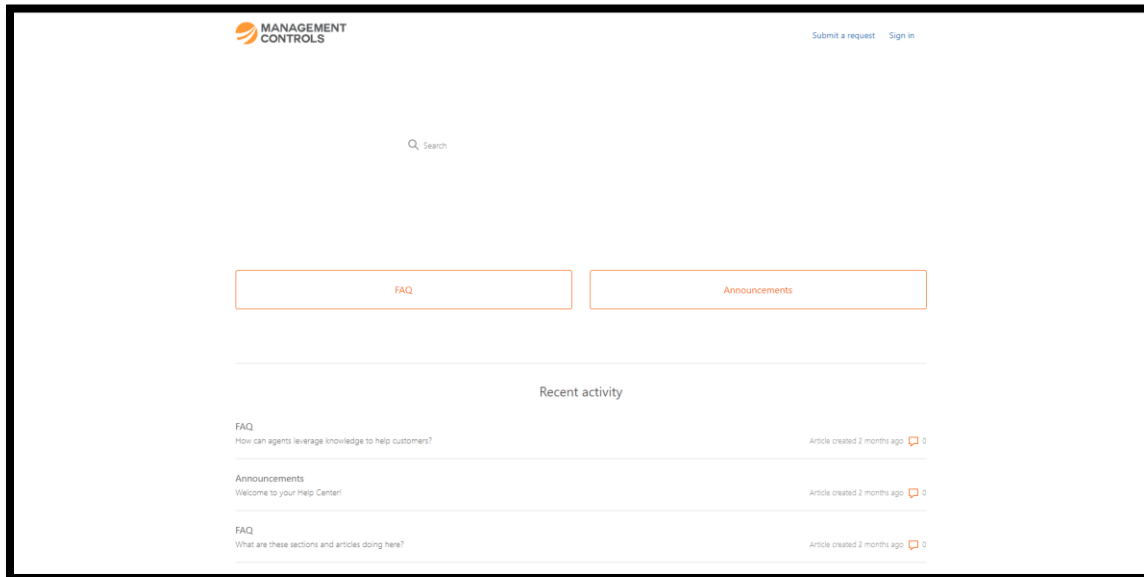 MANAGEMENT
CONTROLS
Submit a request Sign in
Search
FAQ Announcements
Recent activity
FAQ
How can agents leverage knowledge to help customers? Article created 2 months ago 0
Announcements
Welcome to your Help Center! Article created 2 months ago 0
FAQ
What are these sections and articles doing here? Article created 2 months ago 0